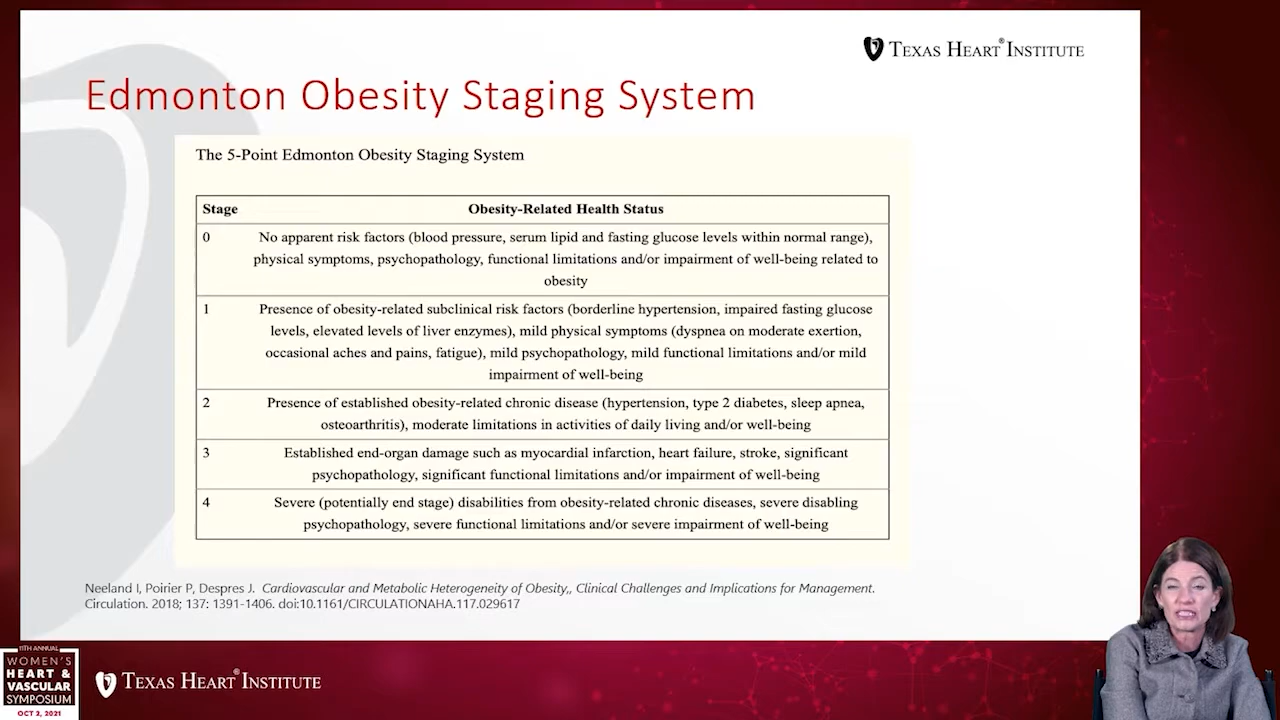 TEXAS HEART® INSTITUTE
Edmonton Obesity Staging System
The 5-Point Edmonton Obesity Staging System
Stage Obesity-Related Health Status
0 No apparent risk factors (blood pressure, serum lipid and fasting glucose levels within normal range),
physical symptoms, psychopathology, functional limitations and/or impairment of well-being related to
obesity
1 Presence of obesity-related subclinical risk factors (borderline hypertension, impaired fasting glucose
levels, elevated levels of liver enzymes), mild physical symptoms (dyspnea on moderate exertion,
occasional aches and pains, fatigue), mild psychopathology, mild functional limitations and/or mild
impairment of well-being
2 Presence of established obesity-related chronic disease (hypertension, type 2 diabetes, sleep apnea,
osteoarthritis), moderate limitations in activities of daily living and/or well-being
3 Established end-organ damage such as myocardial infarction, heart failure, stroke, significant
psychopathology, significant functional limitations and/or impairment of well-being
4 Severe (potentially end stage) disabilities from obesity-related chronic diseases, severe disabling
psychopathology, severe functional limitations and/or severe impairment of well-being
Neeland I, Poirier P, Despres J. Cardiovascular and Metabolic Heterogeneity of Obesity,, Clinical Challenges and Implications for Management.
Circulation. 2018; 137: 1391-1406. doi:10.1161/CIRCULATIONAHA.117.029617
11TH ANNUAL
WOMEN'S
HEART &
VASCULAR
SYMPOSIUM
OCT 2, 2021
TEXAS HEART® INSTITUTE